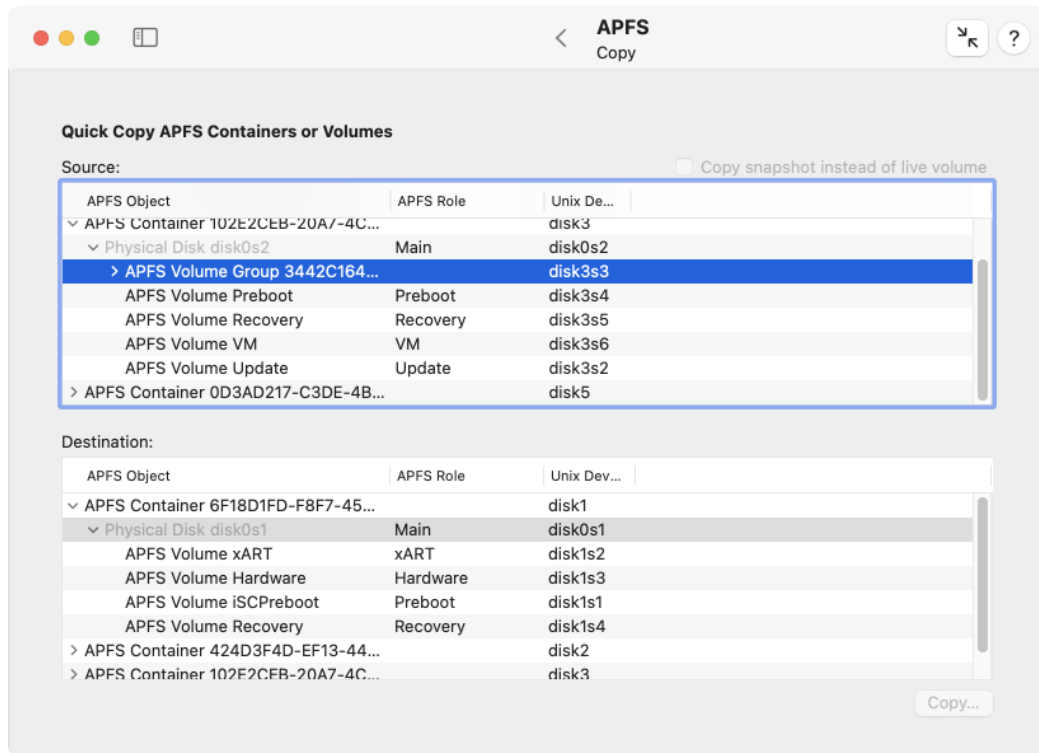 APFS
Copy
?
Quick Copy APFS Containers or Volumes
Source:
Copy snapshot instead of live volume
APFS Object APFS Role Unix De...
APFS Container 102E2CEB-20A7-4C... disk3
Physical Disk disk0s2 Main disk0s2
APFS Volume Group 3442C164... disk3s3
APFS Volume Preboot Preboot disk3s4
APFS Volume Recovery Recovery disk3s5
APFS Volume VM VM disk3s6
APFS Volume Update Update disk3s2
APFS Container 0D3AD217-C3DE-4B... disk5
Destination:
APFS Object APFS Role Unix Dev...
APFS Container 6F18D1FD-F8F7-45... disk1
Physical Disk disk0s1 Main disk0s1
APFS Volume xART xART disk1s2
APFS Volume Hardware Hardware disk1s3
APFS Volume iSCPreboot Preboot disk1s1
APFS Volume Recovery Recovery disk1s4
APFS Container 424D3F4D-EF13-44... disk2
APFS Container 102E2CEB-20A7-4C... disk3
Copy...